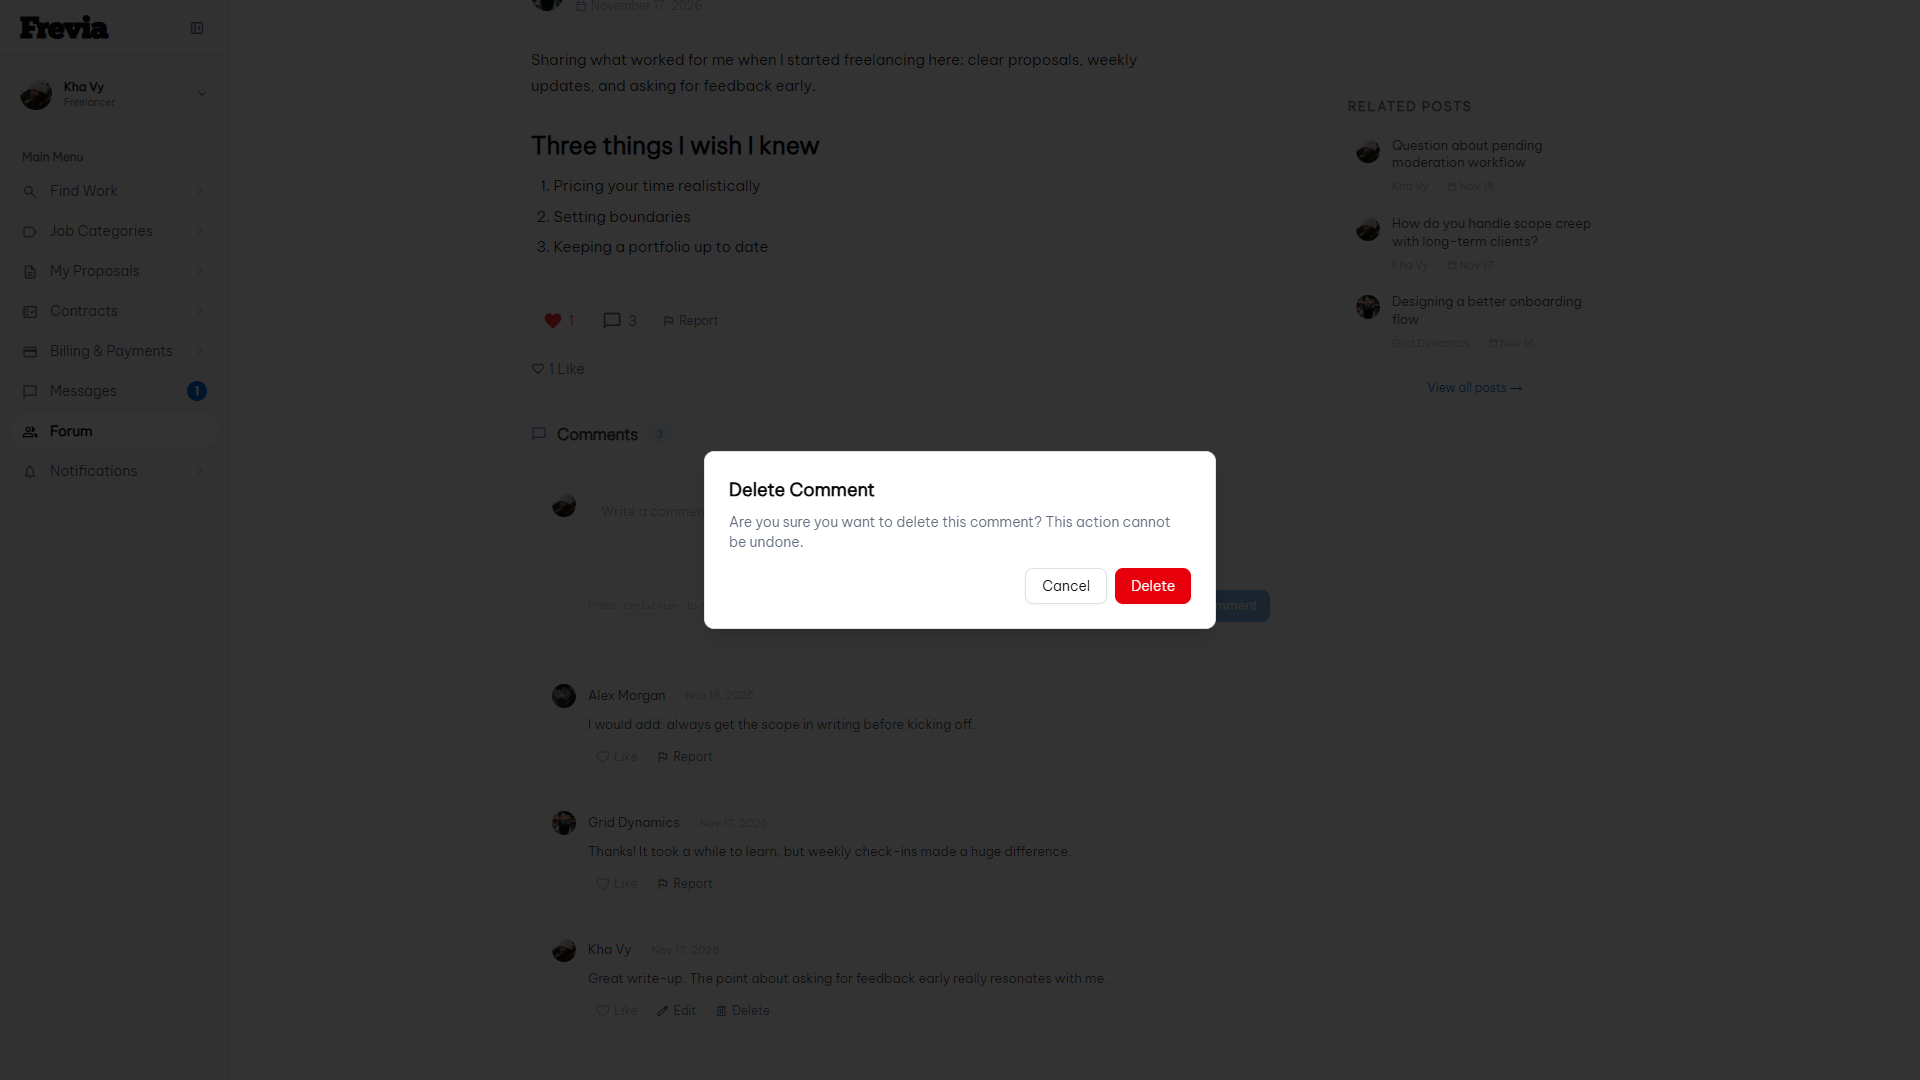 Frevia
Kha Vy
Freelancer
Main Menu
Find Work
Job Categories
My Proposals
Contracts
Billing & Payments
Messages
1
Forum
Notifications
November 17, 2026
Sharing what worked for me when I started freelancing here: clear proposals, weekly
updates, and asking for feedback early.
Three things I wish I knew
1. Pricing your time realistically
2. Setting boundaries
3. Keeping a portfolio up to date
1
3
Report
1 Like
Comments
3
Write a commen
Press Ctrl+Enter to
mment
Delete Comment
Are you sure you want to delete this comment? This action cannot
be undone.
Cancel
Delete
Alex Morgan · Nov 18, 2026
I would add: always get the scope in writing before kicking off.
Like
Report
Grid Dynamics · Nov 17, 2026
Thanks! It took a while to learn, but weekly check-ins made a huge difference.
Like
Report
Kha Vy · Nov 17, 2026
Great write-up. The point about asking for feedback early really resonates with me.
Like
Edit
Delete
RELATED POSTS
Question about pending
moderation workflow
Kha Vy
Nov 18
How do you handle scope creep
with long-term clients?
Kha Vy
Nov 17
Designing a better onboarding
flow
Grid Dynamics
Nov 16
View all posts →